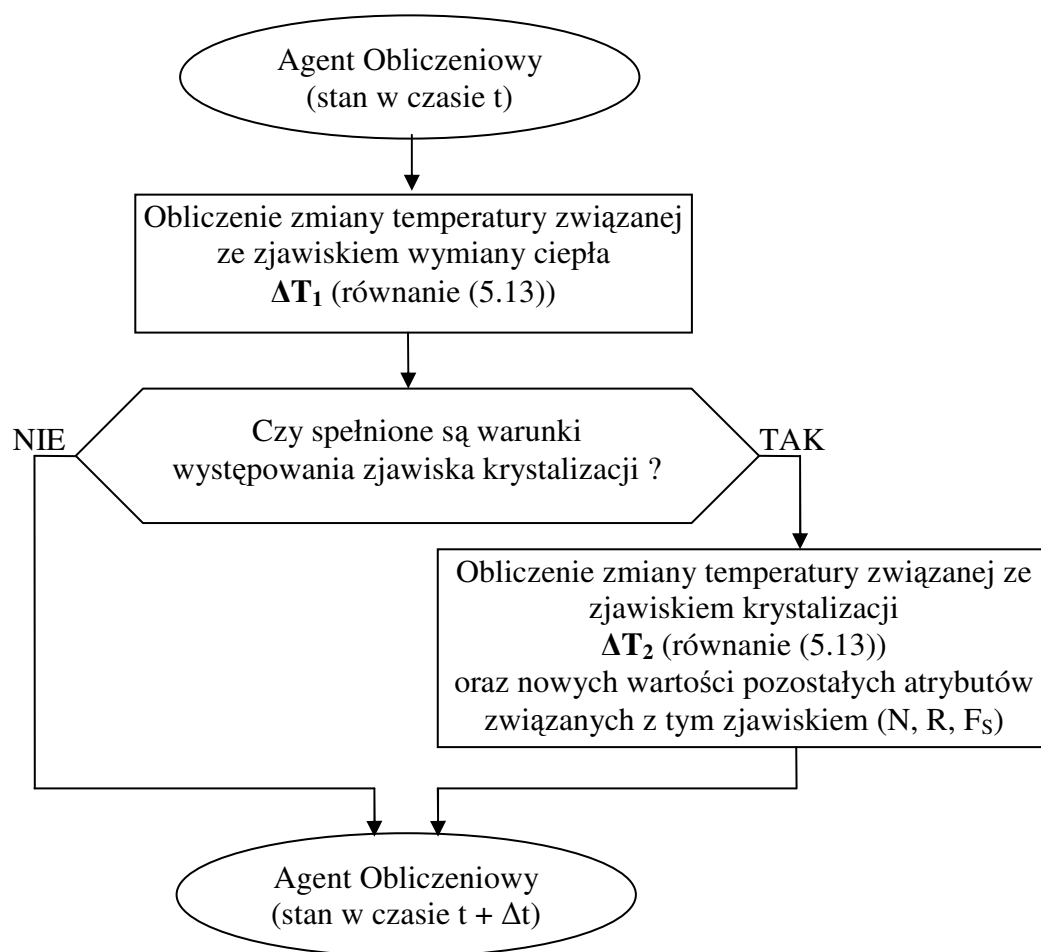 Agent Obliczeniowy
(stan w czasie t)
Obliczenie zmiany temperatury związanej
ze zjawiskiem wymiany ciepła
ΔT₁ (równanie (5.13))
Czy spełnione są warunki
występowania zjawiska krystalizacji ?
NIE
TAK
Obliczenie zmiany temperatury związanej ze
zjawiskiem krystalizacji
ΔT₂ (równanie (5.13))
oraz nowych wartości pozostałych atrybutów
związanych z tym zjawiskiem (N, R, Fₛ)
Agent Obliczeniowy
(stan w czasie t + Δt)